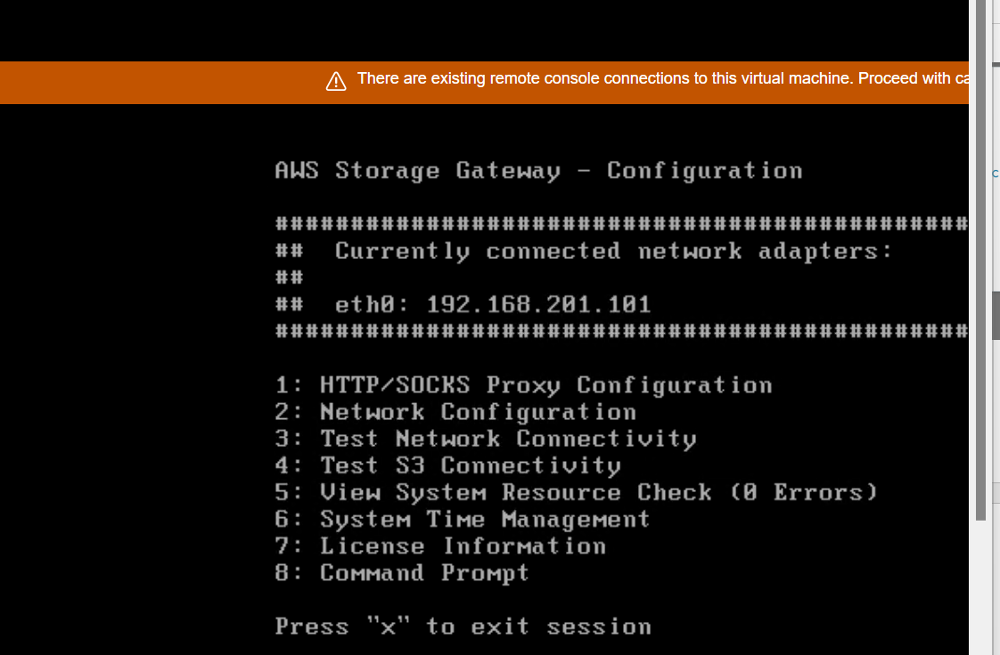 There are existing remote console connections to this virtual machine. Proceed with ca
AWS Storage Gateway - Configuration
##############################################
##  Currently connected network adapters:
##
##  eth0: 192.168.201.101
##############################################
1: HTTP/SOCKS Proxy Configuration
2: Network Configuration
3: Test Network Connectivity
4: Test S3 Connectivity
5: View System Resource Check (0 Errors)
6: System Time Management
7: License Information
8: Command Prompt
Press "x" to exit session